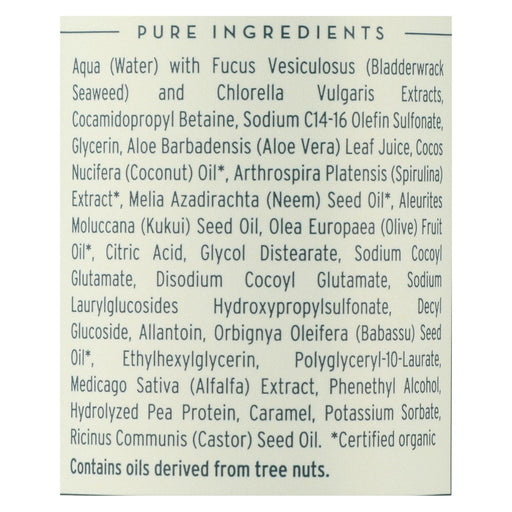 PURE INGREDIENTS
Aqua (Water) with Fucus Vesiculosus (Bladderwrack
Seaweed) and Chlorella Vulgaris Extracts,
Cocamidopropyl Betaine, Sodium C14-16 Olefin Sulfonate,
Glycerin, Aloe Barbadensis (Aloe Vera) Leaf Juice, Cocos
Nucifera (Coconut) Oil*, Arthrospira Platensis (Spirulina)
Extract*, Melia Azadirachta (Neem) Seed Oil*, Aleurites
Moluccana (Kukui) Seed Oil, Olea Europaea (Olive) Fruit
Oil*, Citric Acid, Glycol Distearate, Sodium Cocoyl
Glutamate, Disodium Cocoyl Glutamate, Sodium
Laurylglucosides Hydroxypropylsulfonate, Decyl
Glucoside, Allantoin, Orbignya Oleifera (Babassu) Seed
Oil*, Ethylhexylglycerin, Polyglyceryl-10-Laurate,
Medicago Sativa (Alfalfa) Extract, Phenethyl Alcohol,
Hydrolyzed Pea Protein, Caramel, Potassium Sorbate,
Ricinus Communis (Castor) Seed Oil. *Certified organic
Contains oils derived from tree nuts.